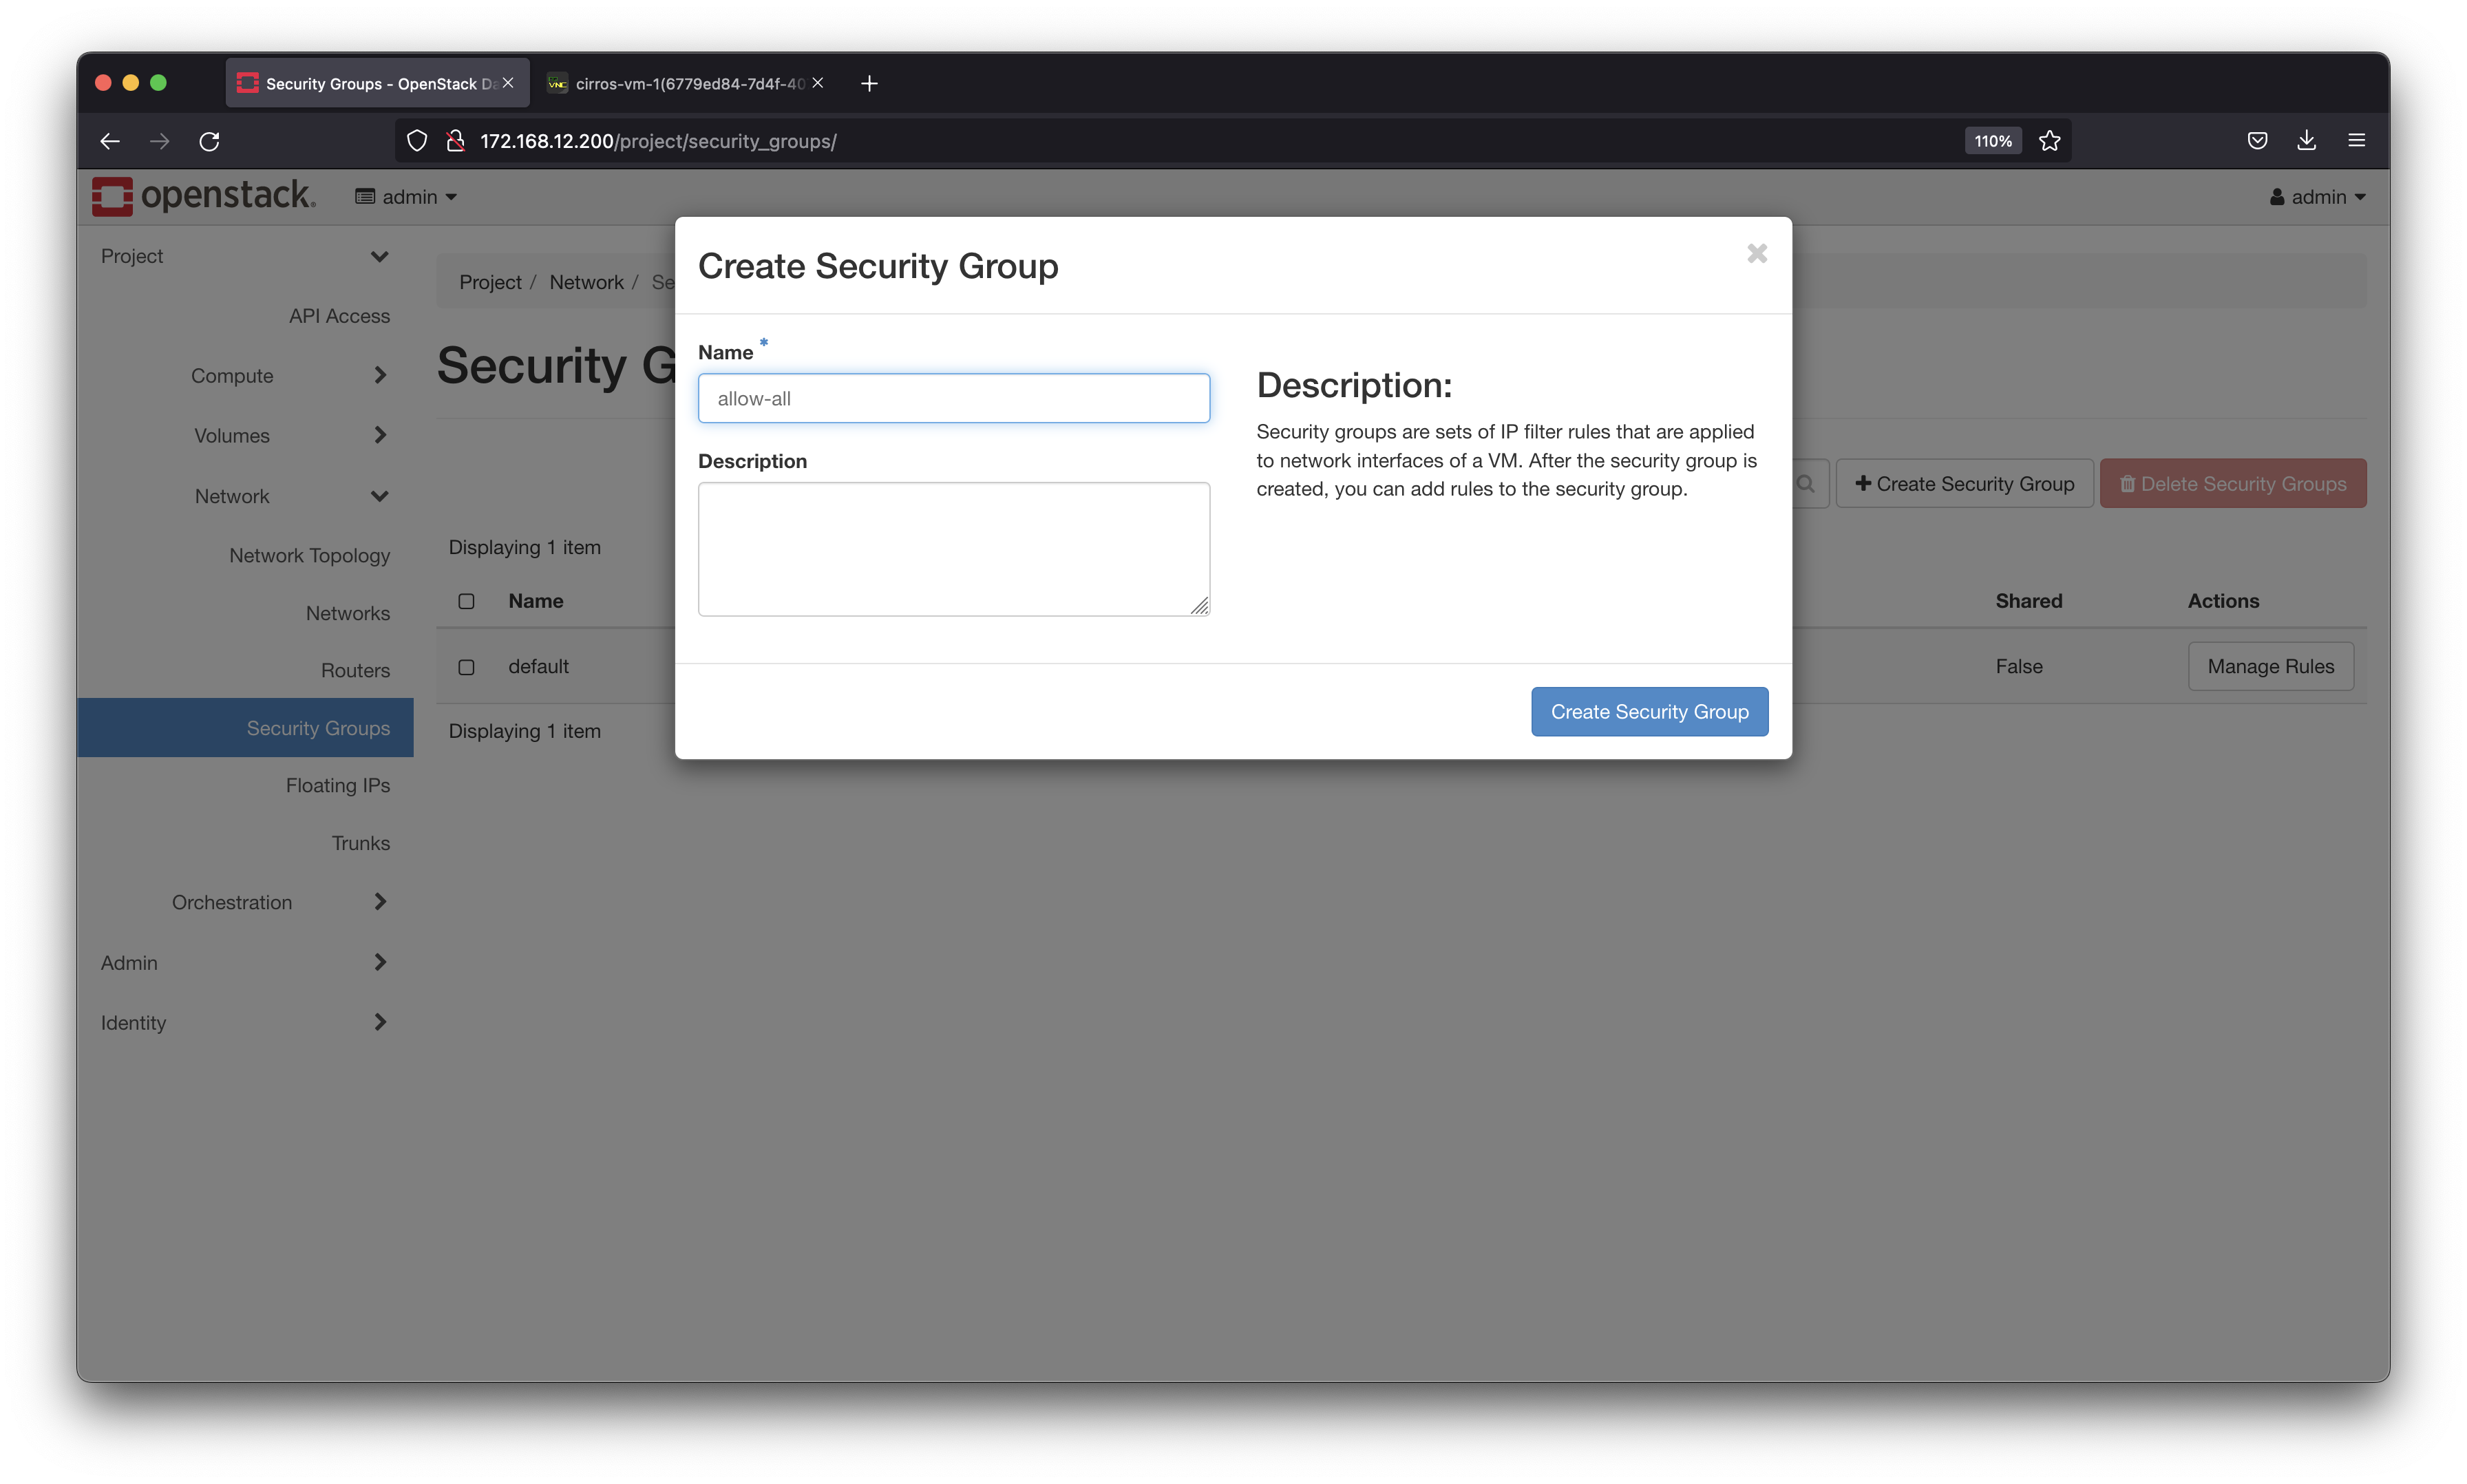 Security Groups - OpenStack Da
cirros-vm-1(6779ed84-7d4f-40
172.168.12.200/project/security_groups/
110%
openstack.
admin
admin
Project
API Access
Compute
Volumes
Network
Network Topology
Networks
Routers
Security Groups
Floating IPs
Trunks
Orchestration
Admin
Identity
Project / Network / Se
Security G
Create Security Group
Delete Security Groups
Displaying 1 item
Name
Shared
Actions
default
False
Manage Rules
Displaying 1 item
Create Security Group
Name *
allow-all
Description
Description:
Security groups are sets of IP filter rules that are applied
to network interfaces of a VM. After the security group is
created, you can add rules to the security group.
Create Security Group